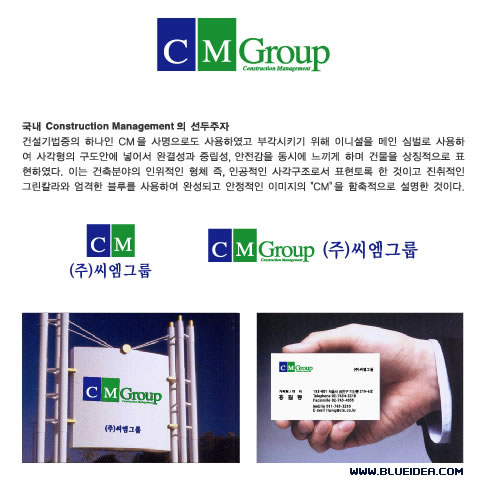 CM Group
Construction Management
국내 Construction Management 의 선두주자
건설기법중의 하나인 CM을 사명으로도 사용하였고 부각시키기 위해 이니셜을 메인 심벌로 사용하
여 사각형의 구도안에 넣어서 완결성과 중립성, 안전감을 동시에 느끼게 하며 건물을 상징적으로 표
현하였다. 이는 건축분야의 인위적인 형체 즉, 인공적인 사각구조로서 표현토록 한 것이고 진취적인
그린칼라와 엄격한 블루를 사용하여 완성되고 안정적인 이미지의 "CM"을 함축적으로 설명한 것이다.
CM
(주)씨엠그룹
CM Group (주)씨엠그룹
Construction Management
CM Group
Construction Management
(주)씨엠그룹
CM Group (주)씨엠그룹
홍 길 동
WWW.BLUEIDEA.COM